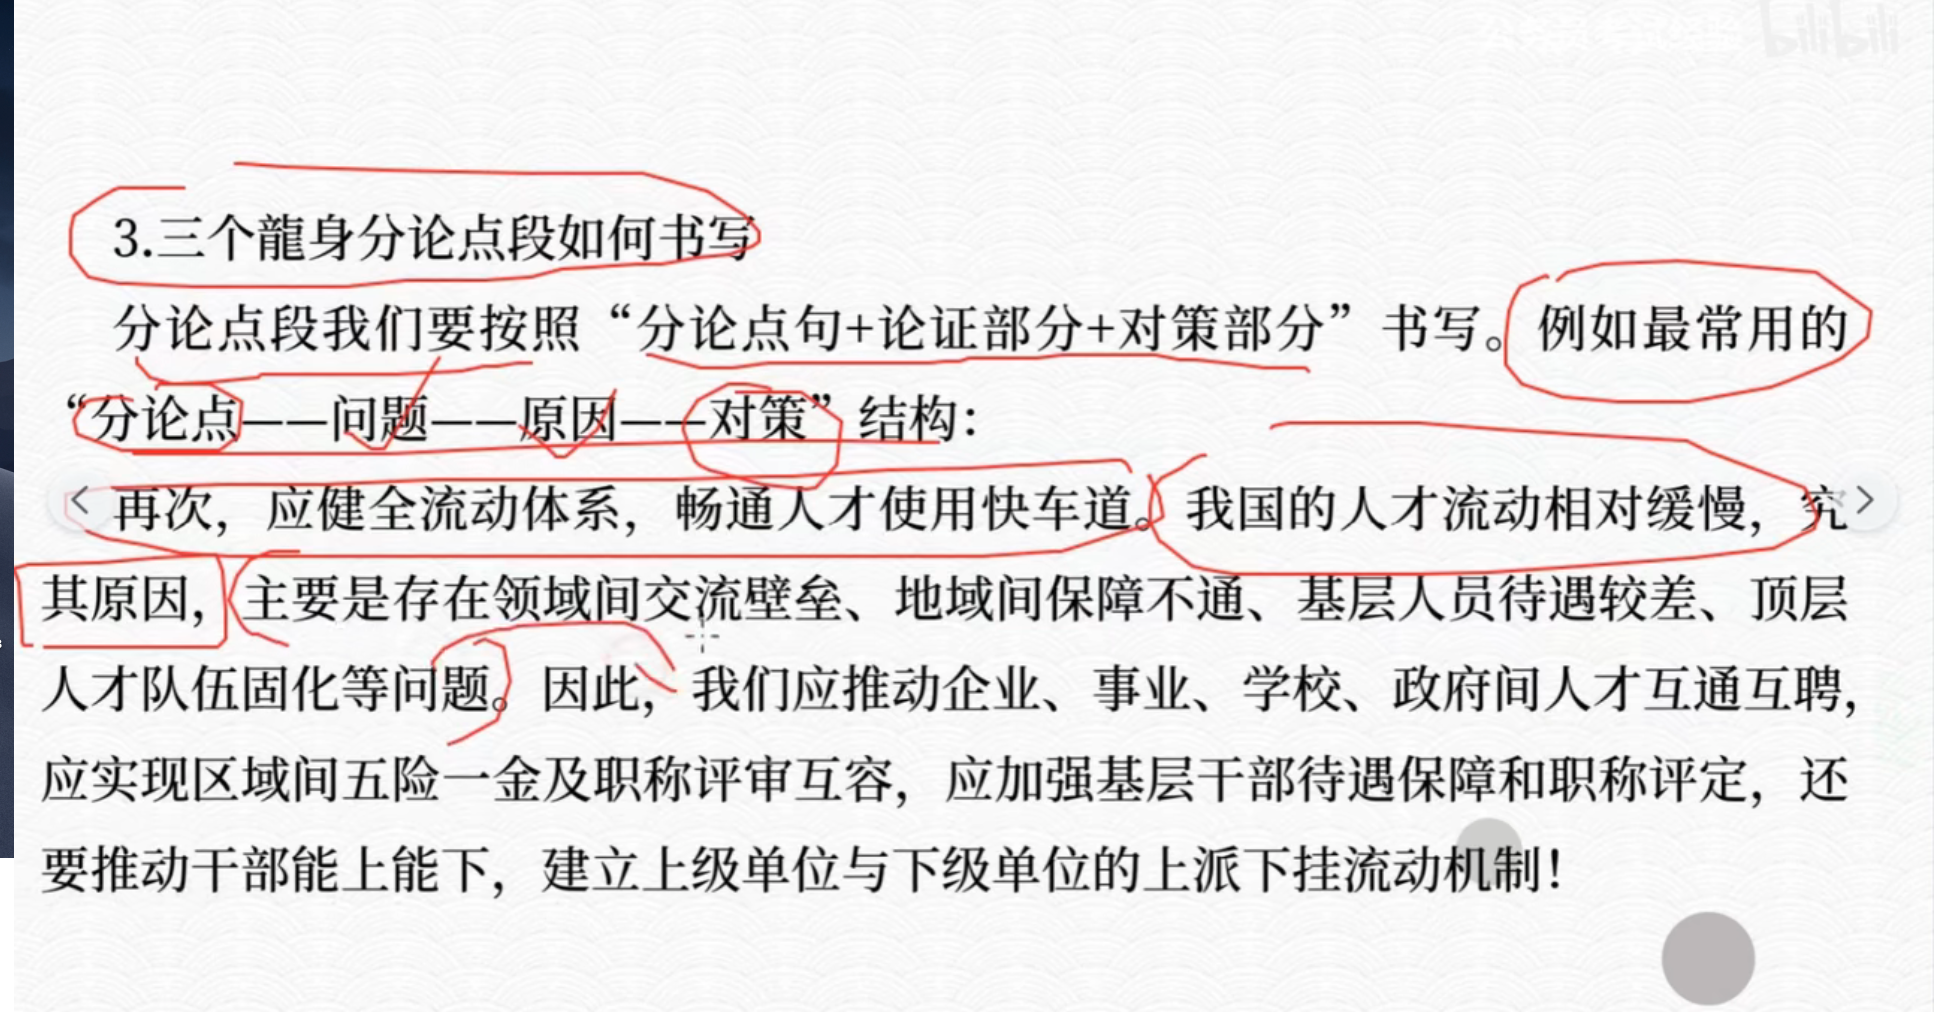 bilibili
3.三个龍身分论点段如何书写
分论点段我们要按照“分论点句+论证部分+对策部分”书写。例如最常用的
“分论点——问题——原因——对策”结构：
再次，应健全流动体系，畅通人才使用快车道。我国的人才流动相对缓慢，究
其原因，主要是存在领域间交流壁垒、地域间保障不通、基层人员待遇较差、顶层
人才队伍固化等问题。因此，我们应推动企业、事业、学校、政府间人才互通互聘，
应实现区域间五险一金及职称评审互容，应加强基层干部待遇保障和职称评定，还
要推动干部能上能下，建立上级单位与下级单位的上派下挂流动机制！